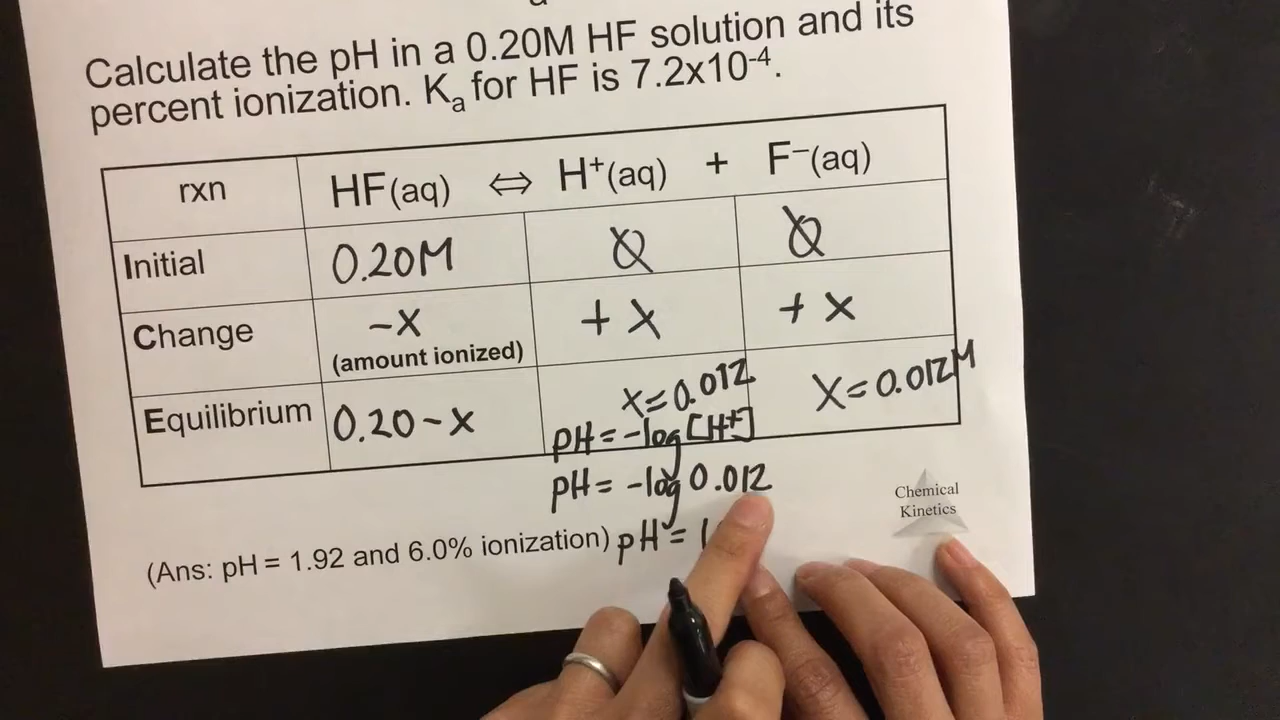 Calculate the pH in a 0.20M HF solution and its
percent ionization. Ka for HF is 7.2x10⁻⁴.
rxn HF(aq) ⇔ H⁺(aq) + F⁻(aq)
Initial 0.20M 0 0
Change -x + x + x
(amount ionized)
Equilibrium 0.20-x x=0.012 x=0.012M
pH = -log[H⁺]
pH = -log 0.012
(Ans: pH = 1.92 and 6.0% ionization) pH = 1
Chemical
Kinetics